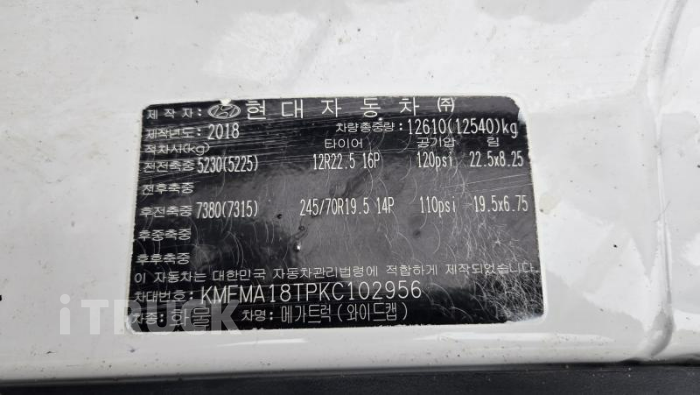 제작자: 현대자동차㈜
제작년도: 2018 차량총중량: 12610(12540)kg
적차시(kg) 타이어 공기압 림
전전축중 5230(5225) 12R22.5 16P 120psi 22.5x8.25
전후축중
후전축중 7380(7315) 245/70R19.5 14P 110psi 19.5x6.75
후중축중
후후축중
이 자동차는 대한민국 자동차관리법령에 적합하게 제작되었습니다.
차대번호: KMFMA18TPKC102956
차종: 화물 차명: 메가트럭(와이드캡)
iTRUCK
iTRUCK